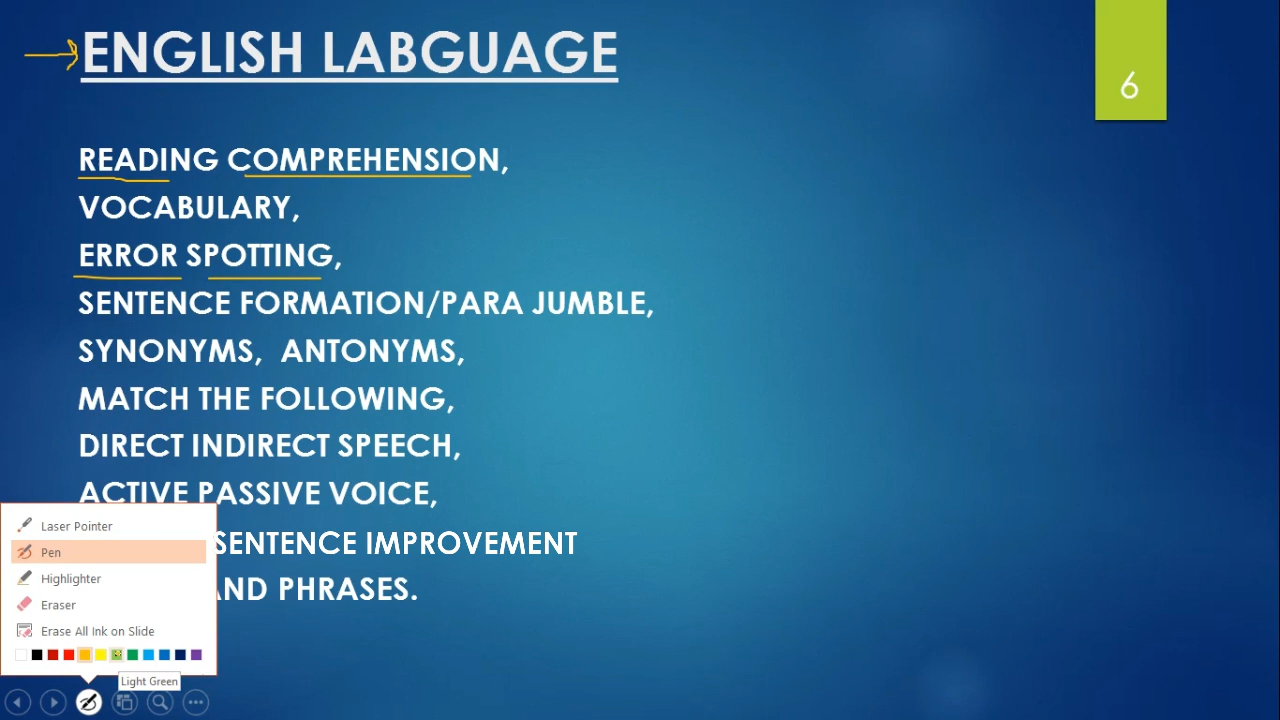 ENGLISH LABGUAGE
6
READING COMPREHENSION,
VOCABULARY,
ERROR SPOTTING,
SENTENCE FORMATION/PARA JUMBLE,
SYNONYMS, ANTONYMS,
MATCH THE FOLLOWING,
DIRECT INDIRECT SPEECH,
ACTIVE PASSIVE VOICE,
SENTENCE IMPROVEMENT
AND PHRASES.
Laser Pointer
Pen
Highlighter
Eraser
Erase All Ink on Slide
Light Green